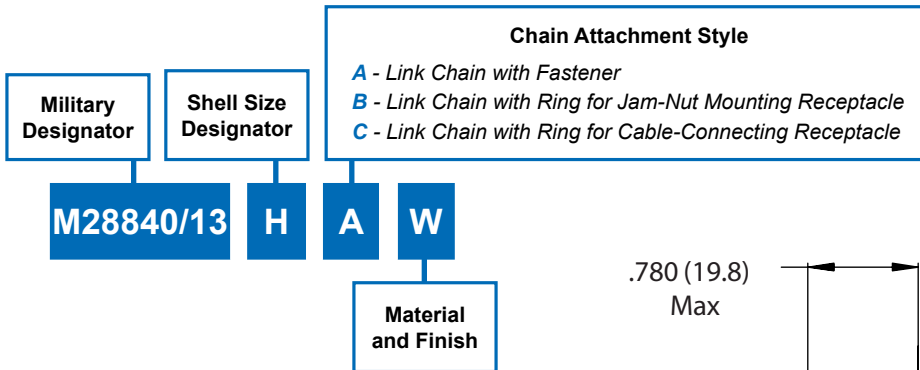 Chain Attachment Style
A - Link Chain with Fastener
B - Link Chain with Ring for Jam-Nut Mounting Receptacle
C - Link Chain with Ring for Cable-Connecting Receptacle
Military
Designator
Shell Size
Designator
M28840/13
H
A
W
Material
and Finish
.780 (19.8)
Max